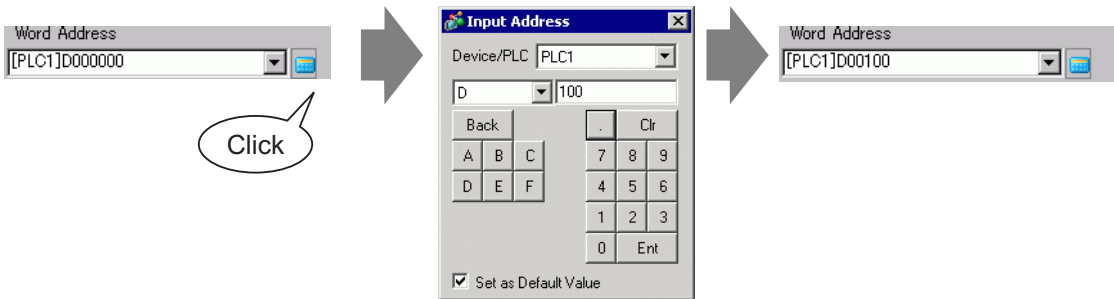 Word Address
[PLC1]D000000
Click
Input Address
Device/PLC PLC1
D 100
Back . Clr
A B C 7 8 9
D E F 4 5 6
1 2 3
0 Ent
Set as Default Value
Word Address
[PLC1]D00100